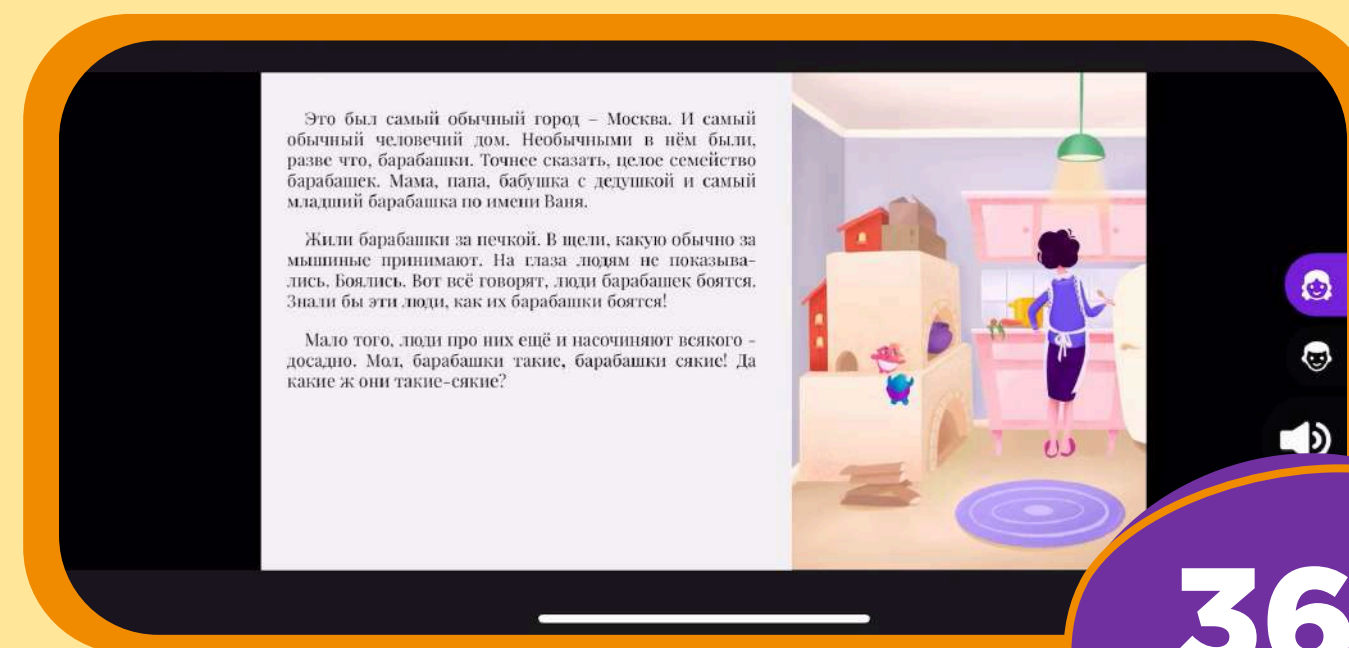 Это был самый обычный город – Москва. И самый
обычный человечий дом. Необычными в нём были,
разве что, барабашки. Точнее сказать, целое семейство
барабашек. Мама, папа, бабушка с дедушкой и самый
младший барабашка по имени Ваня.
Жили барабашки за печкой. В щели, какую обычно за
мышиные принимают. На глаза людям не показыва-
лись. Боялись. Вот всё говорят, люди барабашек боятся.
Знали бы эти люди, как их барабашки боятся!
Мало того, люди про них ещё и насочиняют всякого -
досадно. Мол, барабашки такие, барабашки сякие! Да
какие ж они такие-сякие?
36